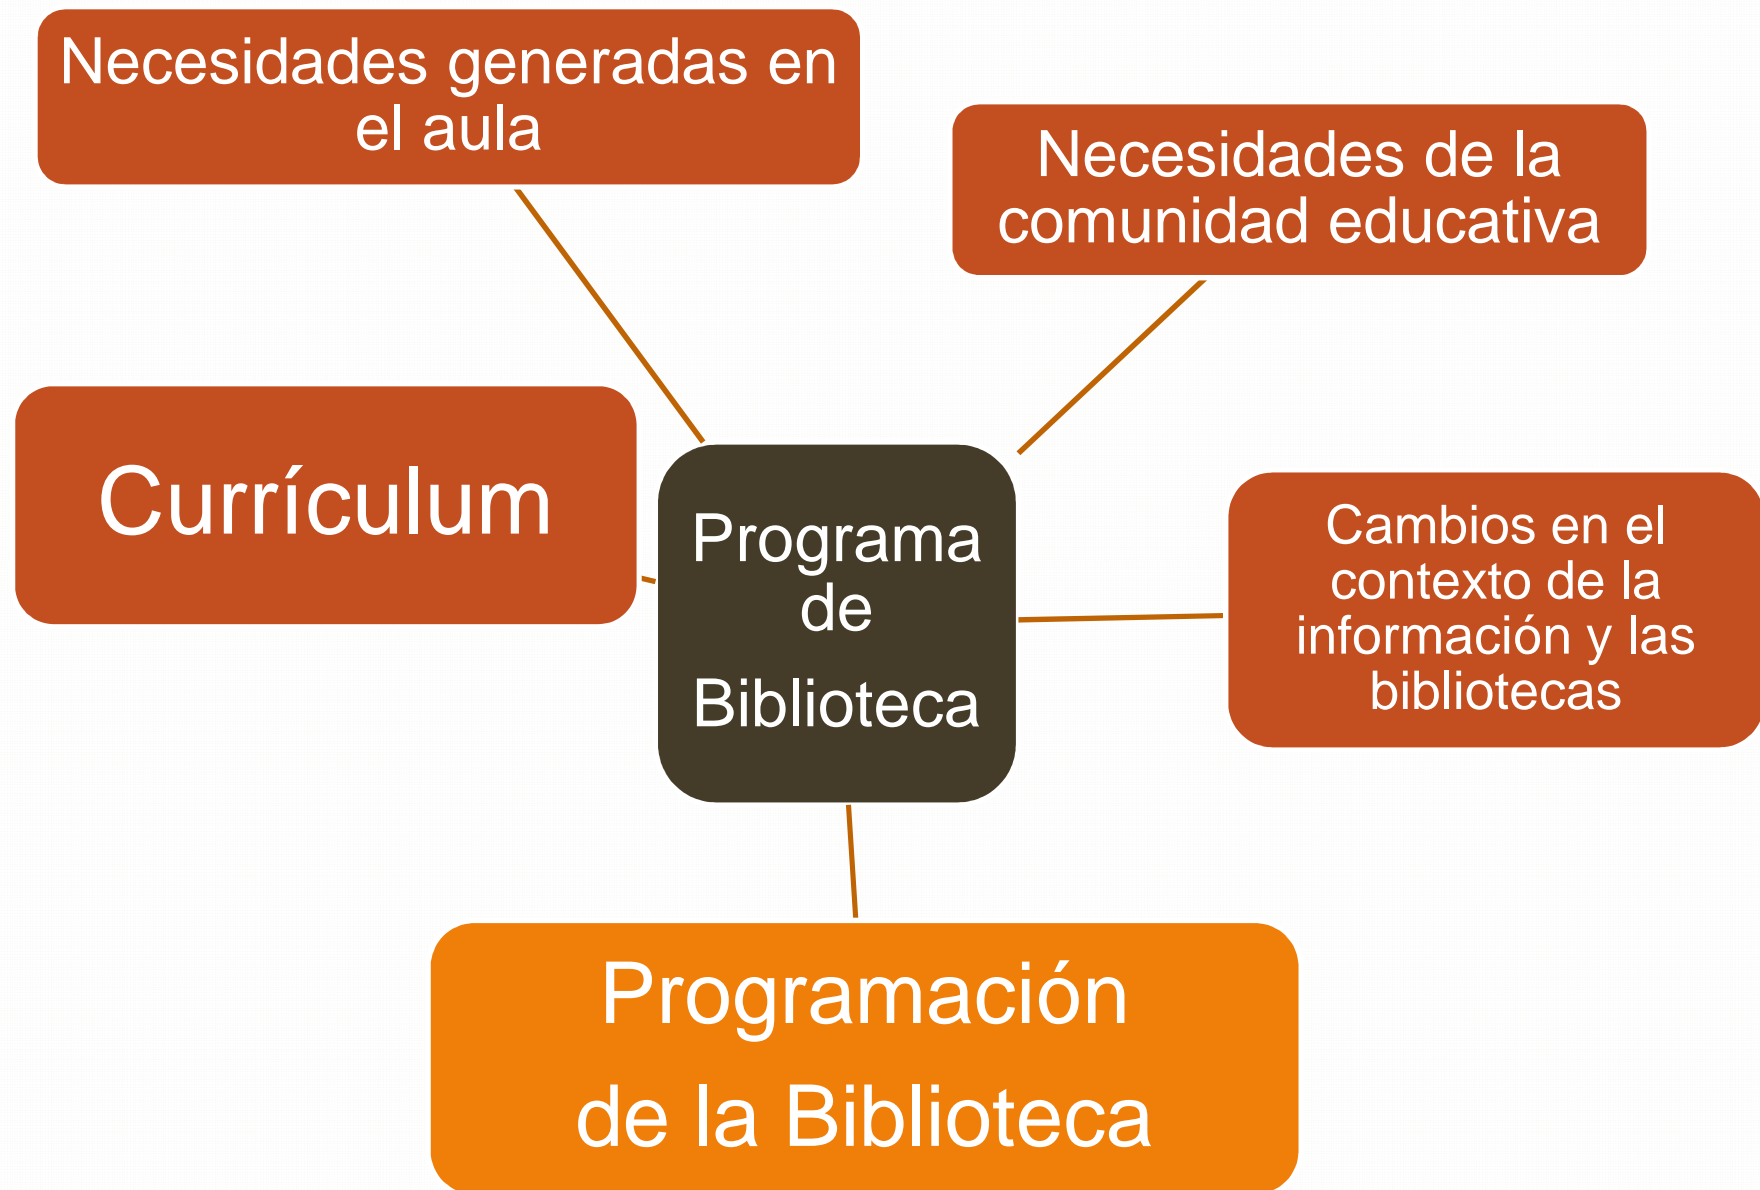 Necesidades generadas en
el aula
Necesidades de la
comunidad educativa
Currículum
Programa
de
Biblioteca
Cambios en el
contexto de la
información y las
bibliotecas
Programación
de la Biblioteca